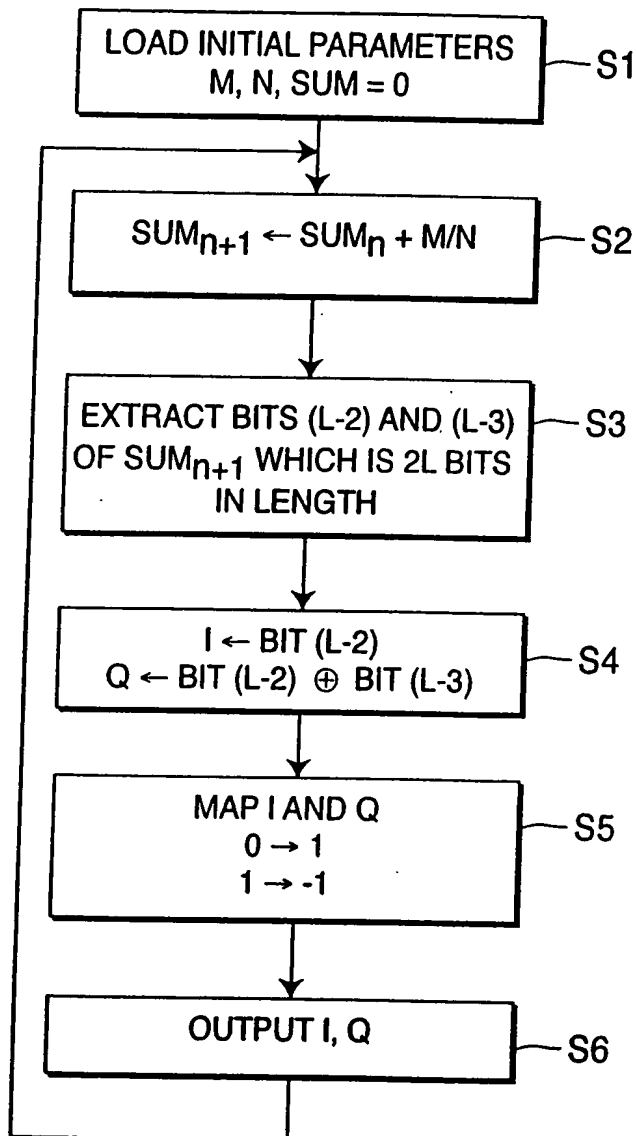 LOAD INITIAL PARAMETERS
M, N, SUM = 0
S1
SUMn+1 ← SUMn + M/N
S2
EXTRACT BITS (L-2) AND (L-3)
OF SUMn+1 WHICH IS 2L BITS
IN LENGTH
S3
I ← BIT (L-2)
Q ← BIT (L-2) ⊕ BIT (L-3)
S4
MAP I AND Q
0 → 1
1 → -1
S5
OUTPUT I, Q
S6